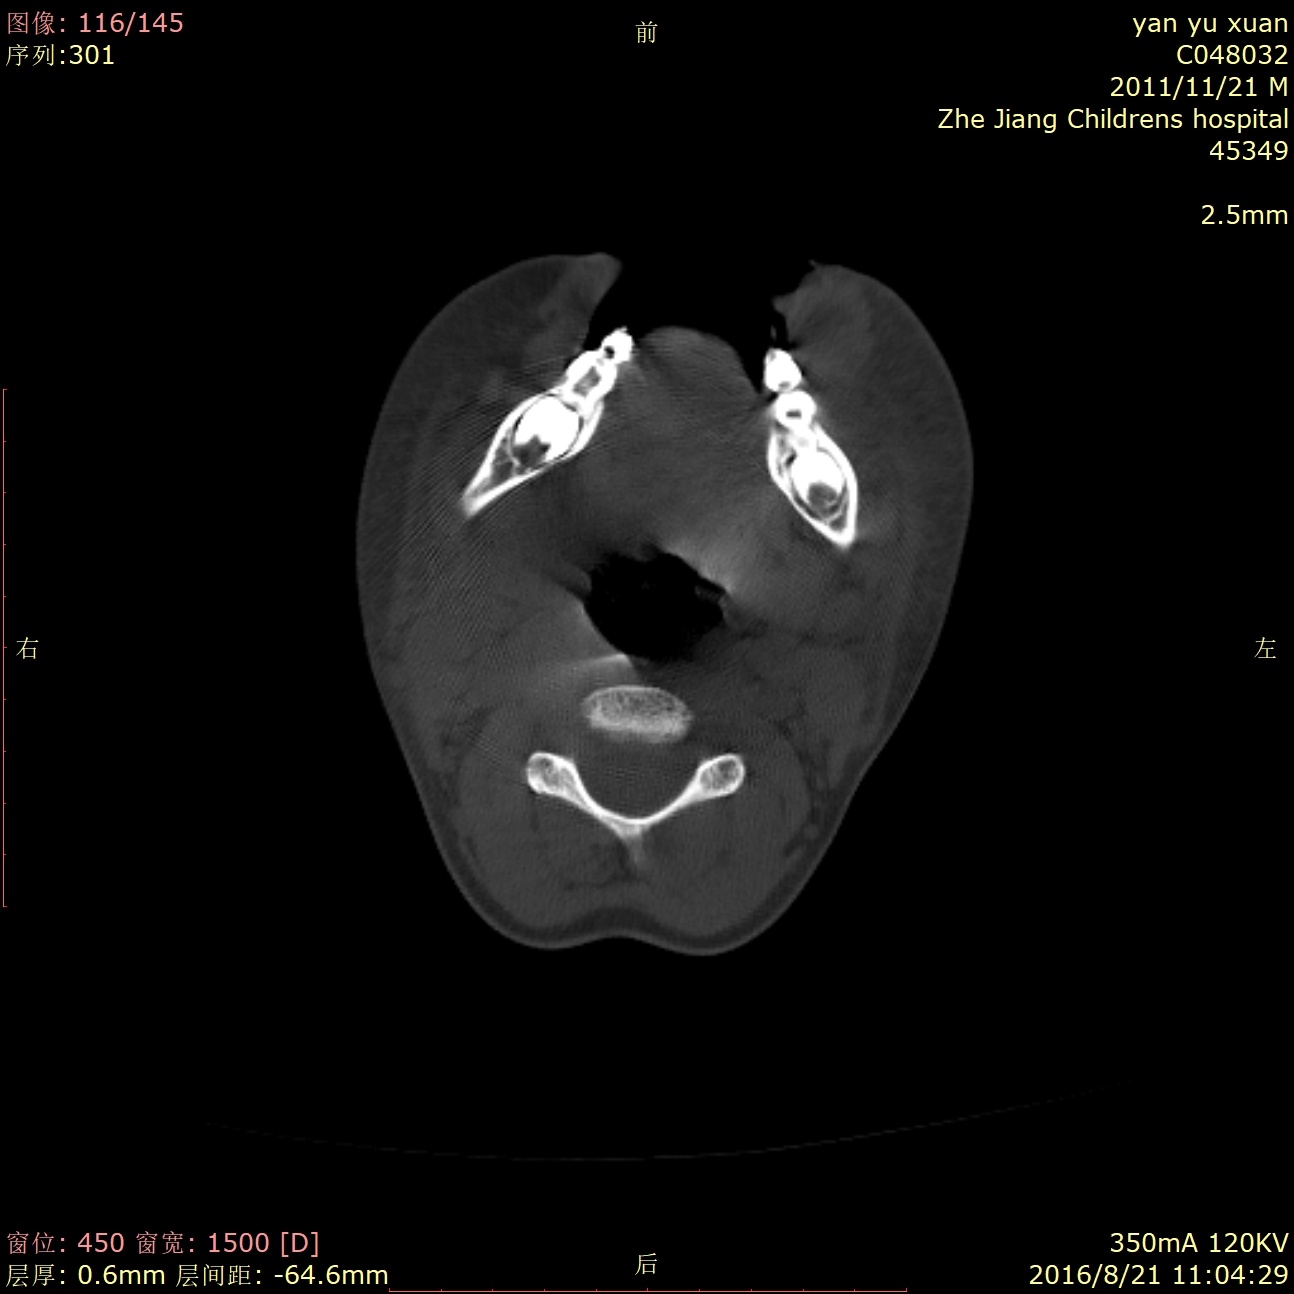 图像: 116/145
序列:301
前
yan yu xuan
C048032
2011/11/21 M
Zhe Jiang Childrens hospital
45349
2.5mm
右
左
窗位: 450 窗宽: 1500 [D]
层厚: 0.6mm 层间距: -64.6mm
后
350mA 120KV
2016/8/21 11:04:29